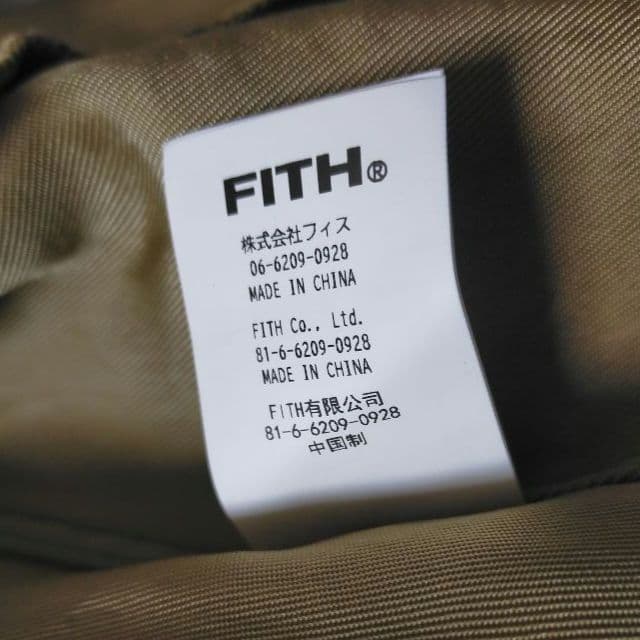 FITH®
株式会社フィス
06-6209-0928
MADE IN CHINA
FITH Co., Ltd.
81-6-6209-0928
MADE IN CHINA
FITH有限公司
81-6-6209-0928
中国制